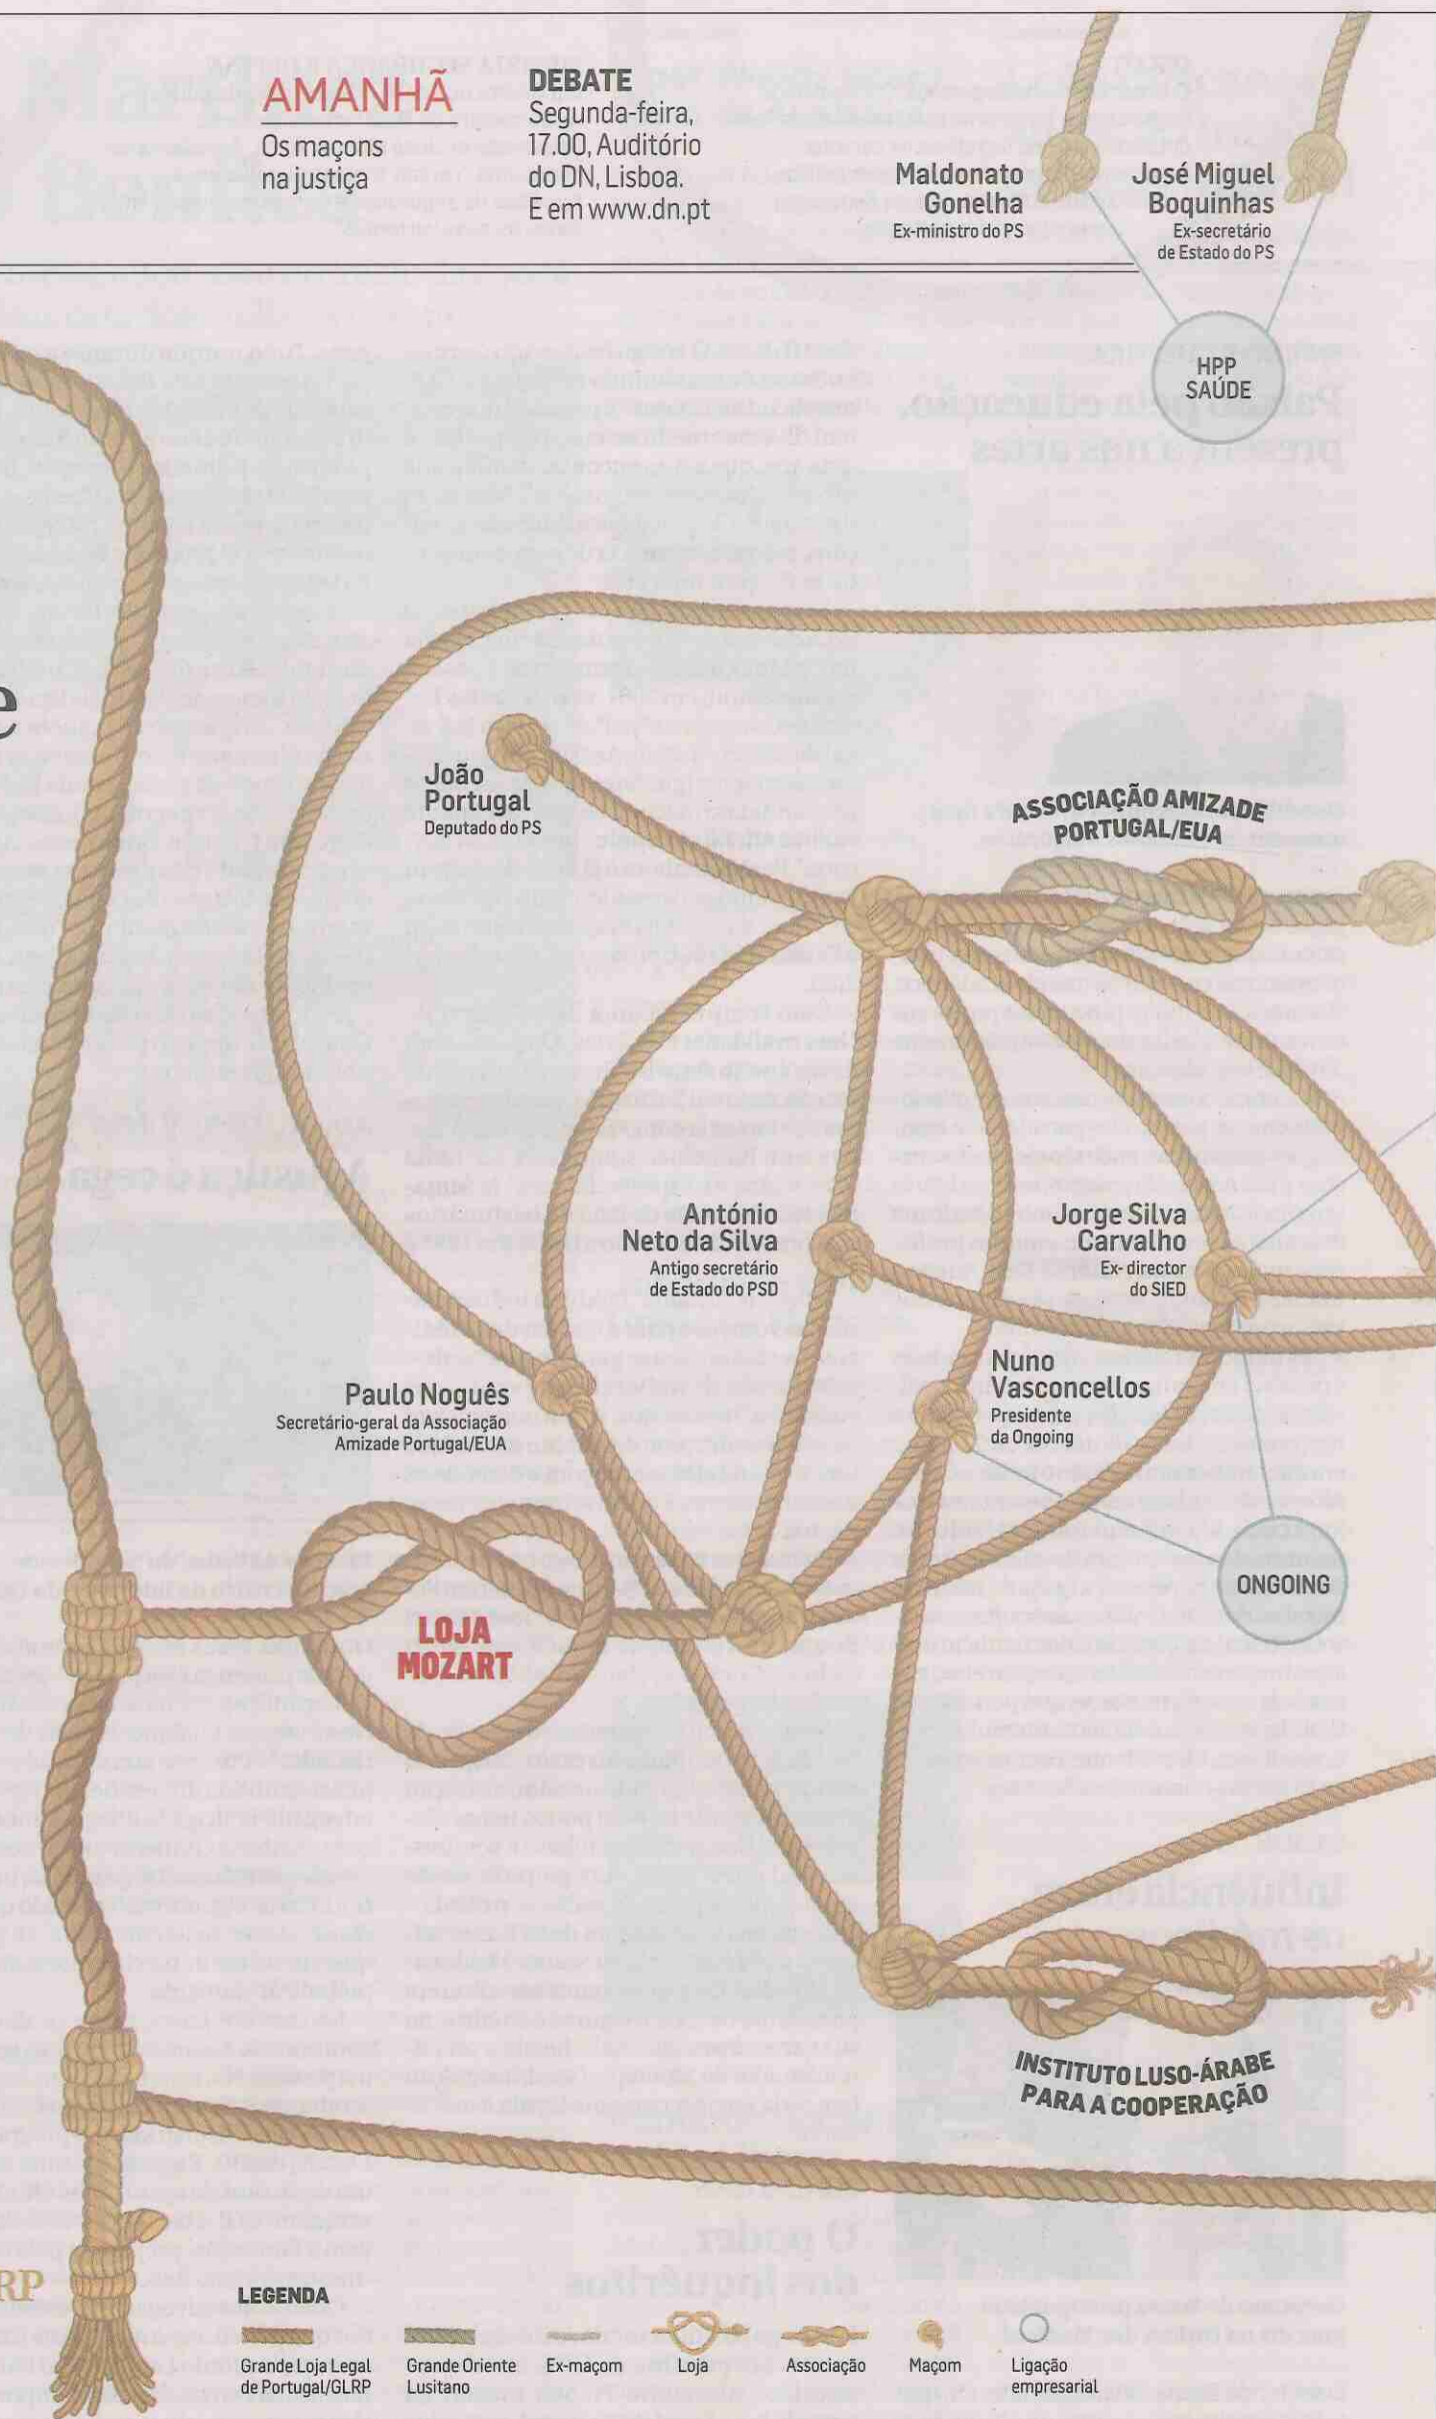 AMANHÃ
Os maçons
na justiça
DEBATE
Segunda-feira,
17.00, Auditório
do DN, Lisboa.
E em www.dn.pt
Maldonato
Gonelha
Ex-ministro do PS
José Miguel
Boquinhas
Ex-secretário
de Estado do PS
HPP
SAÚDE
e
João
Portugal
Deputado do PS
ASSOCIAÇÃO AMIZADE
PORTUGAL/EUA
António
Neto da Silva
Antigo secretário
de Estado do PSD
Jorge Silva
Carvalho
Ex- director
do SIED
Nuno
Vasconcellos
Presidente
da Ongoing
Paulo Noguês
Secretário-geral da Associação
Amizade Portugal/EUA
ONGOING
LOJA
MOZART
INSTITUTO LUSO-ÁRABE
PARA A COOPERAÇÃO
RP
LEGENDA
Grande Loja Legal
de Portugal/GLRP
Grande Oriente
Lusitano
Ex-maçom
Loja
Associação
Maçom
Ligação
empresarial